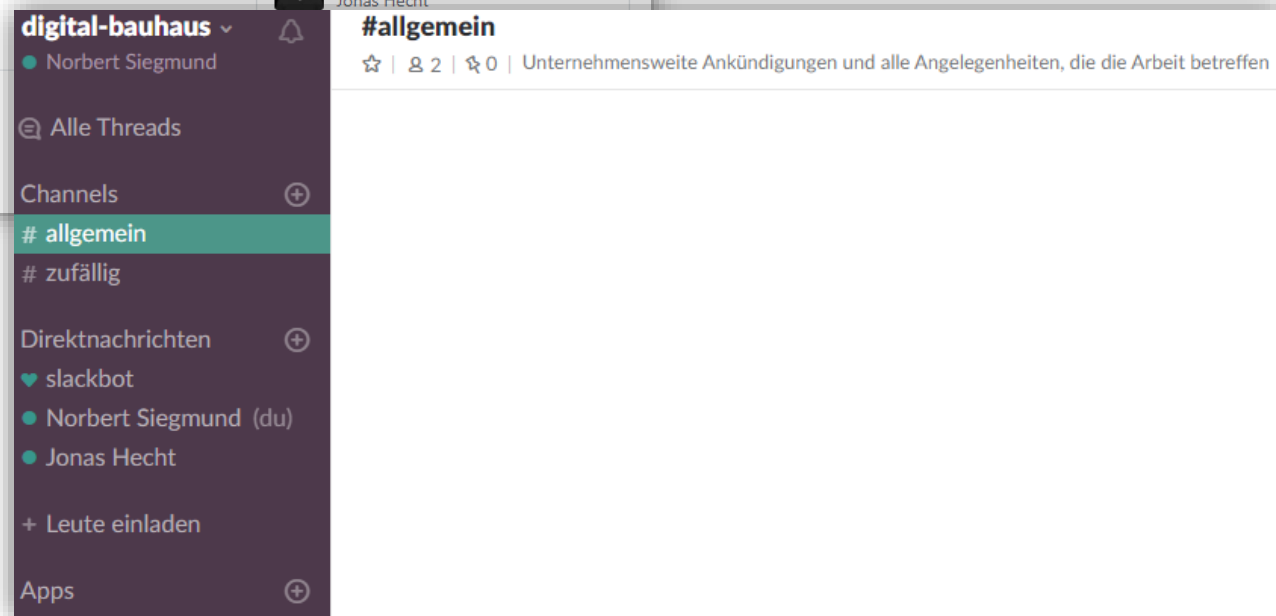 Jonas Hecht
digital-bauhaus
Norbert Siegmund
Alle Threads
Channels
# allgemein
# zufällig
Direktnachrichten
slackbot
Norbert Siegmund (du)
Jonas Hecht
+ Leute einladen
Apps
#allgemein
2 | 0 | Unternehmensweite Ankündigungen und alle Angelegenheiten, die die Arbeit betreffen